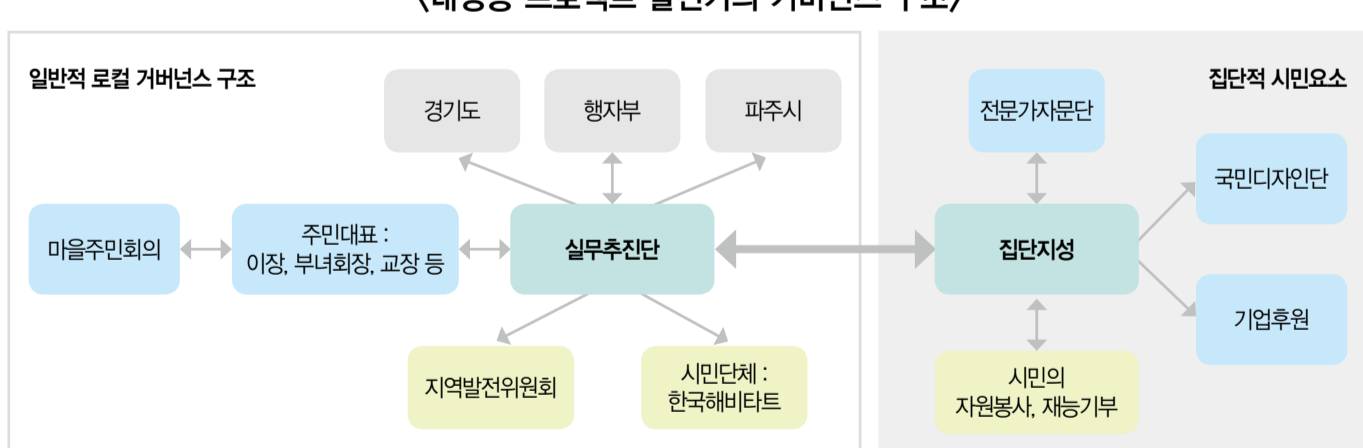 일반적 로컬 거버넌스 구조
집단적 시민요소
경기도
행자부
파주시
전문가자문단
국민디자인단
마을주민회의
주민대표 :
이장, 부녀회장, 교장 등
실무추진단
집단지성
기업후원
지역발전위원회
시민단체 :
한국해비타트
시민의
자원봉사, 재능기부